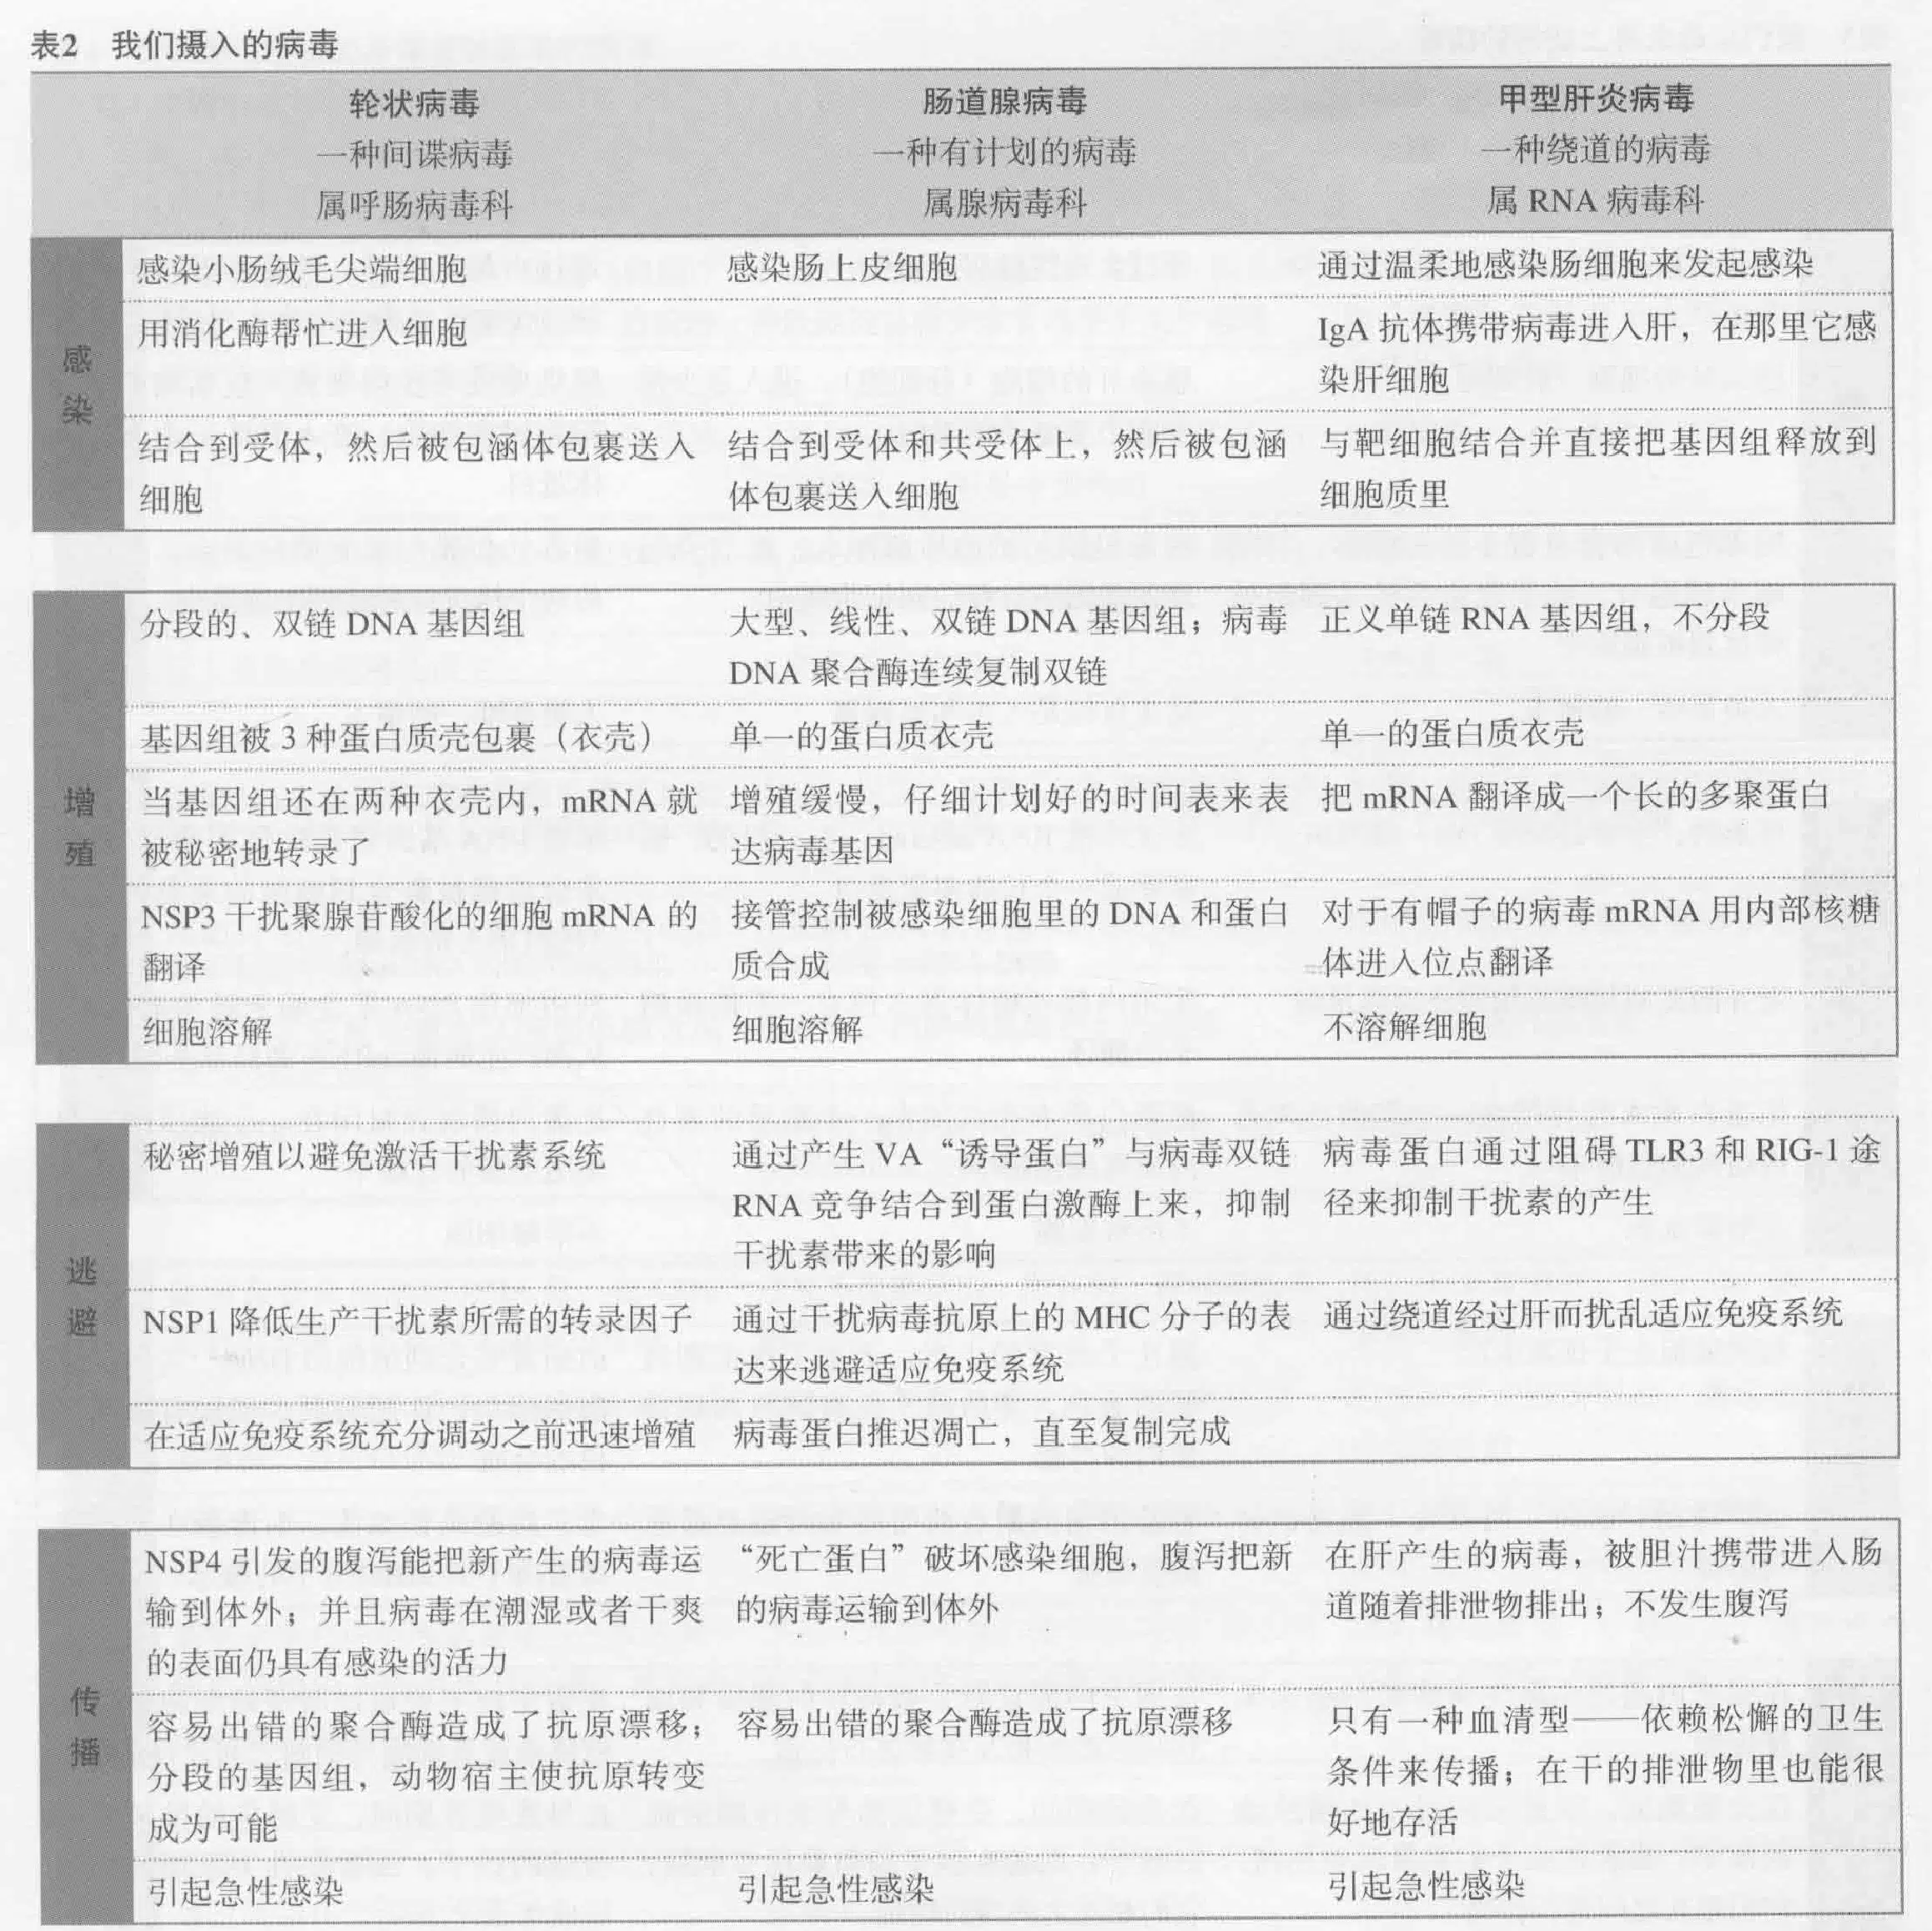 表2 我们摄入的病毒
轮状病毒
一种间谍病毒
属呼肠病毒科
肠道腺病毒
一种有计划的病毒
属腺病毒科
甲型肝炎病毒
一种绕道的病毒
属 RNA 病毒科
感
染
感染小肠绒毛尖端细胞
感染肠上皮细胞
通过温柔地感染肠细胞来发起感染
用消化酶帮忙进入细胞
IgA 抗体携带病毒进入肝，在那里它感
染肝细胞
结合到受体，然后被包涵体包裹送入
细胞
结合到受体和共受体上，然后被包涵
体包裹送入细胞
与靶细胞结合并直接把基因组释放到
细胞质里
增
殖
分段的、双链 DNA 基因组
大型、线性、双链 DNA 基因组；病毒
DNA 聚合酶连续复制双链
正义单链 RNA 基因组，不分段
基因组被 3 种蛋白质壳包裹（衣壳）
单一的蛋白质衣壳
单一的蛋白质衣壳
当基因组还在两种衣壳内，mRNA 就
被秘密地转录了
增殖缓慢，仔细计划好的时间表来表
达病毒基因
把 mRNA 翻译成一个长的多聚蛋白
NSP3 干扰聚腺苷酸化的细胞 mRNA 的
翻译
接管控制被感染细胞里的 DNA 和蛋白
质合成
对于有帽子的病毒 mRNA 用内部核糖
体进入位点翻译
细胞溶解
细胞溶解
不溶解细胞
逃
避
秘密增殖以避免激活干扰素系统
通过产生 VA“诱导蛋白”与病毒双链
RNA 竞争结合到蛋白激酶上来，抑制
干扰素带来的影响
病毒蛋白通过阻碍 TLR3 和 RIG-1 途
径来抑制干扰素的产生
NSP1 降低生产干扰素所需的转录因子
通过干扰病毒抗原上的 MHC 分子的表
达来逃避适应免疫系统
通过绕道经过肝而扰乱适应免疫系统
在适应免疫系统充分调动之前迅速增殖
病毒蛋白推迟凋亡，直至复制完成
传
播
NSP4 引发的腹泻能把新产生的病毒运
输到体外；并且病毒在潮湿或者干爽
的表面仍具有感染的活力
“死亡蛋白”破坏感染细胞，腹泻把新
的病毒运输到体外
在肝产生的病毒，被胆汁携带进入肠
道随着排泄物排出；不发生腹泻
容易出错的聚合酶造成了抗原漂移；
分段的基因组，动物宿主使抗原转变
成为可能
容易出错的聚合酶造成了抗原漂移
只有一种血清型——依赖松懈的卫生
条件来传播；在干的排泄物里也能很
好地存活
引起急性感染
引起急性感染
引起急性感染